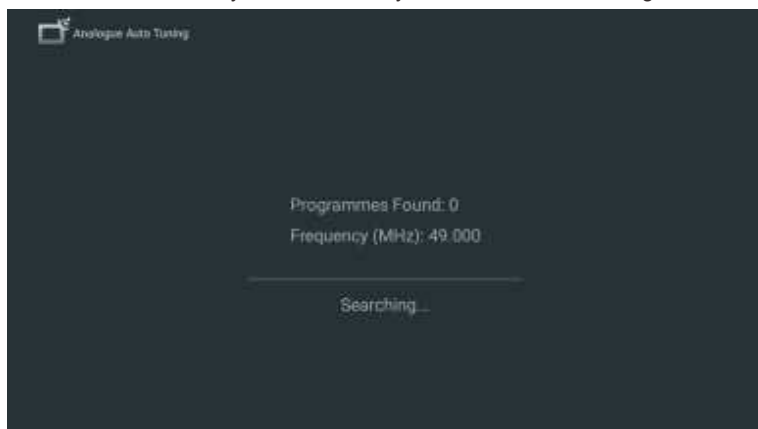 Analogue Auto Tuning
Programmes Found: 0
Frequency (MHz): 49.000
Searching...